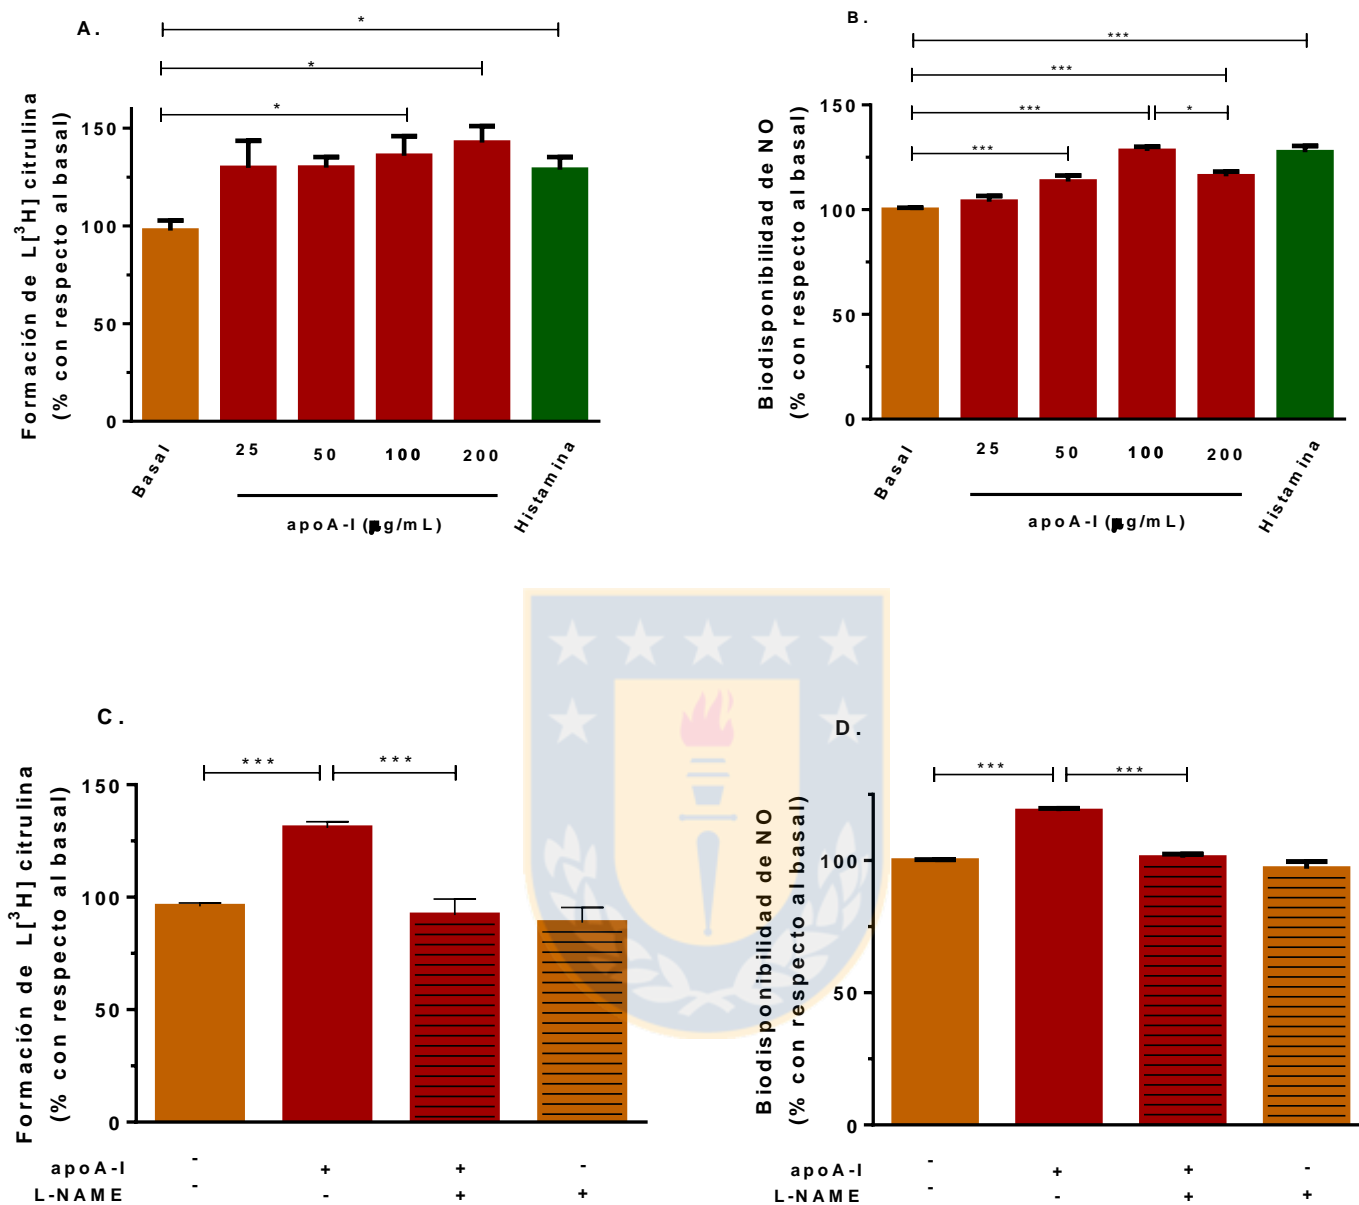 A.
*
*
*
Formación de L[³H] citrulina
(% con respecto al basal)
150
100
50
0
Basal
25
50
100
200
Histamina
apoA-I (μg/mL)
B.
***
***
***
*
***
Biodisponibilidad de NO
(% con respecto al basal)
150
100
50
0
Basal
25
50
100
200
Histamina
apoA-I (μg/mL)
C.
***
***
Formación de L[³H] citrulina
(% con respecto al basal)
150
100
50
0
apoA-I - + + -
L-NAME - - + +
D.
***
***
Biodisponibilidad de NO
(% con respecto al basal)
100
50
0
apoA-I - + + -
L-NAME - - + +